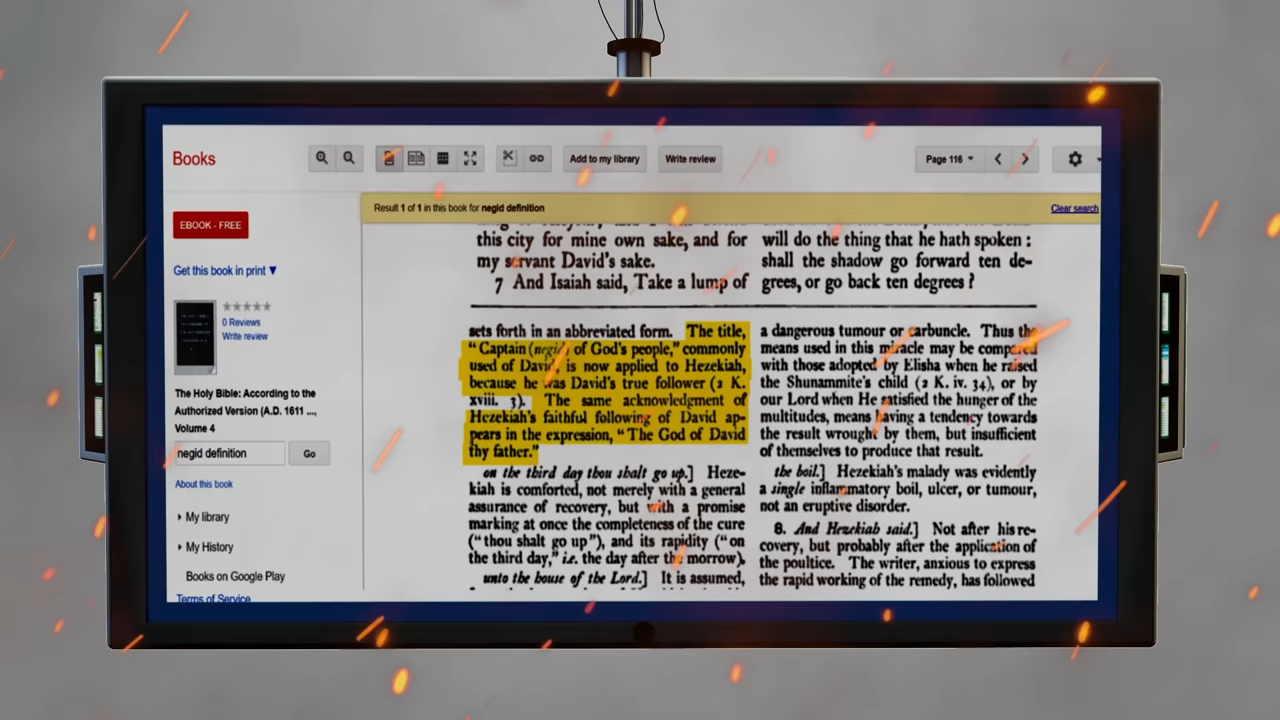 Books
Add to my library
Write review
Page 116
EBOOK - FREE
Get this book in print ▼
0 Reviews
Write review
The Holy Bible: According to the
Authorized Version (A.D. 1611 ...,
Volume 4
negid definition
Go
About this book
My library
My History
Books on Google Play
Terms of Service
Result 1 of 1 in this book for negid definition
Clear search
this city for mine own sake, and for
my servant David's sake.
7 And Isaiah said, Take a lump of
will do the thing that he hath spoken :
shall the shadow go forward ten de-
grees, or go back ten degrees ?
sets forth in an abbreviated form. The title,
"Captain (negid) of God's people," commonly
used of David, is now applied to Hezekiah,
because he was David's true follower (2 K.
xviii. 3). The same acknowledgment of
Hezekiah's faithful following of David ap-
pears in the expression, "The God of David
thy father."
on the third day thou shalt go up.] Heze-
kiah is comforted, not merely with a general
assurance of recovery, but with a promise
marking at once the completeness of the cure
("thou shalt go up"), and its rapidity ("on
the third day," i.e. the day after the morrow).
unto the house of the Lord.] It is assumed,
a dangerous tumour or carbuncle. Thus the
means used in this miracle may be compared
with those adopted by Elisha when he raised
the Shunammite's child (2 K. iv. 34), or by
our Lord when He satisfied the hunger of the
multitudes, means having a tendency towards
the result wrought by them, but insufficient
of themselves to produce that result.
the boil.] Hezekiah's malady was evidently
a single inflammatory boil, ulcer, or tumour,
not an eruptive disorder.
8. And Hezekiah said.] Not after his re-
covery, but probably after the application of
the poultice. The writer, anxious to express
the rapid working of the remedy, has followed